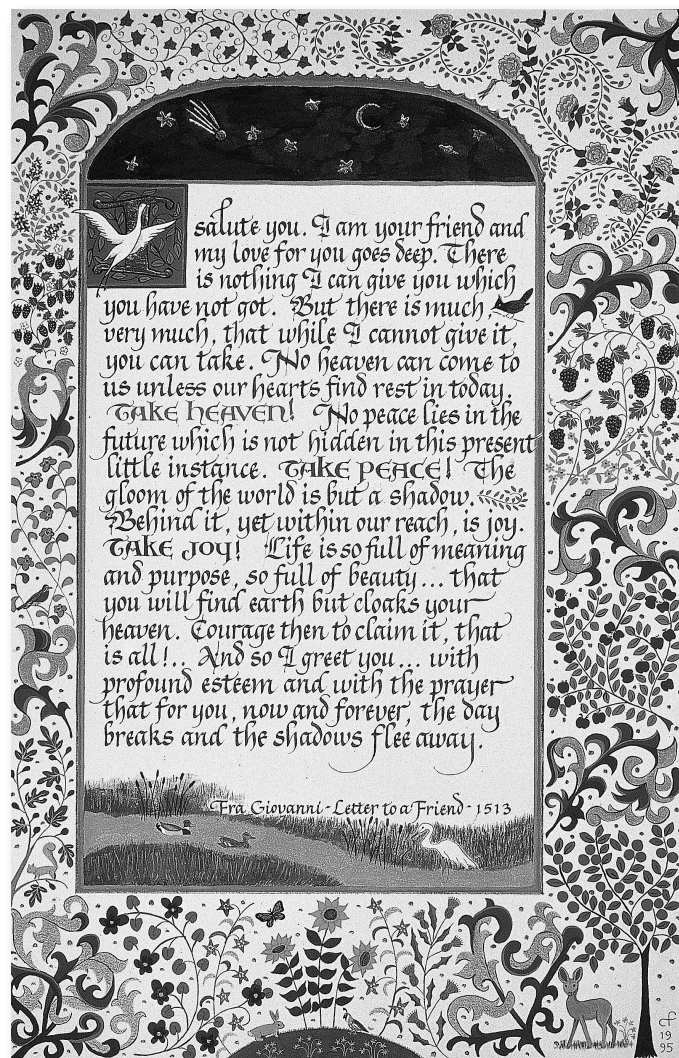 I salute you. I am your friend and
my love for you goes deep. There
is nothing I can give you which
you have not got. But there is much,
very much, that while I cannot give it,
you can take. No heaven can come to
us unless our hearts find rest in today.
TAKE HEAVEN! No peace lies in the
future which is not hidden in this present
little instance. TAKE PEACE! The
gloom of the world is but a shadow.
Behind it, yet within our reach, is joy.
TAKE JOY! Life is so full of meaning
and purpose, so full of beauty... that
you will find earth but cloaks your
heaven. Courage then to claim it, that
is all!.. And so I greet you... with
profound esteem and with the prayer
that for you, now and forever, the day
breaks and the shadows flee away.
Fra Giovanni - Letter to a Friend - 1513
CF
19
95